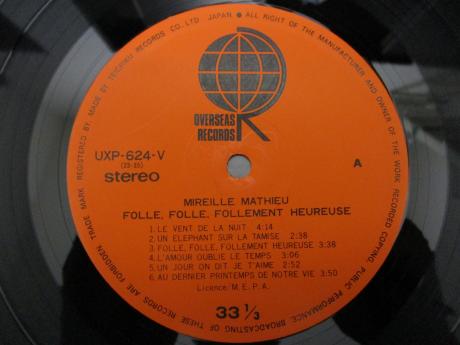 TRADE MARK REGISTERED BY MADE BY TEICHIKU RECORDS CO., LTD. JAPAN • ALL RIGHT OF THE MANUFACTURER AND OWNER OF THE WORK RECORDED COPYING, PUBLIC PERFORMANCE, BROADCASTING OF THESE RECORDS ARE FORBIDDEN
OVERSEAS
RECORDS
UXP-624-V
stereo
A
MIREILLE MATHIEU
FOLLE, FOLLE, FOLLEMENT HEUREUSE
1. LE VENT DE LA NUIT 4:14
2. UN ELEPHANT SUR LA TAMISE 2:38
3. FOLLE, FOLLE, FOLLEMENT HEUREUSE 3:38
4. L'AMOUR OUBLIE LE TEMPS 3:06
5. UN JOUR ON DIT JE T'AIME 2:52
6. AU DERNIER PRINTEMPS DE NOTRE VIE 3:50
Licence/M.E.P.A.
33 1/3